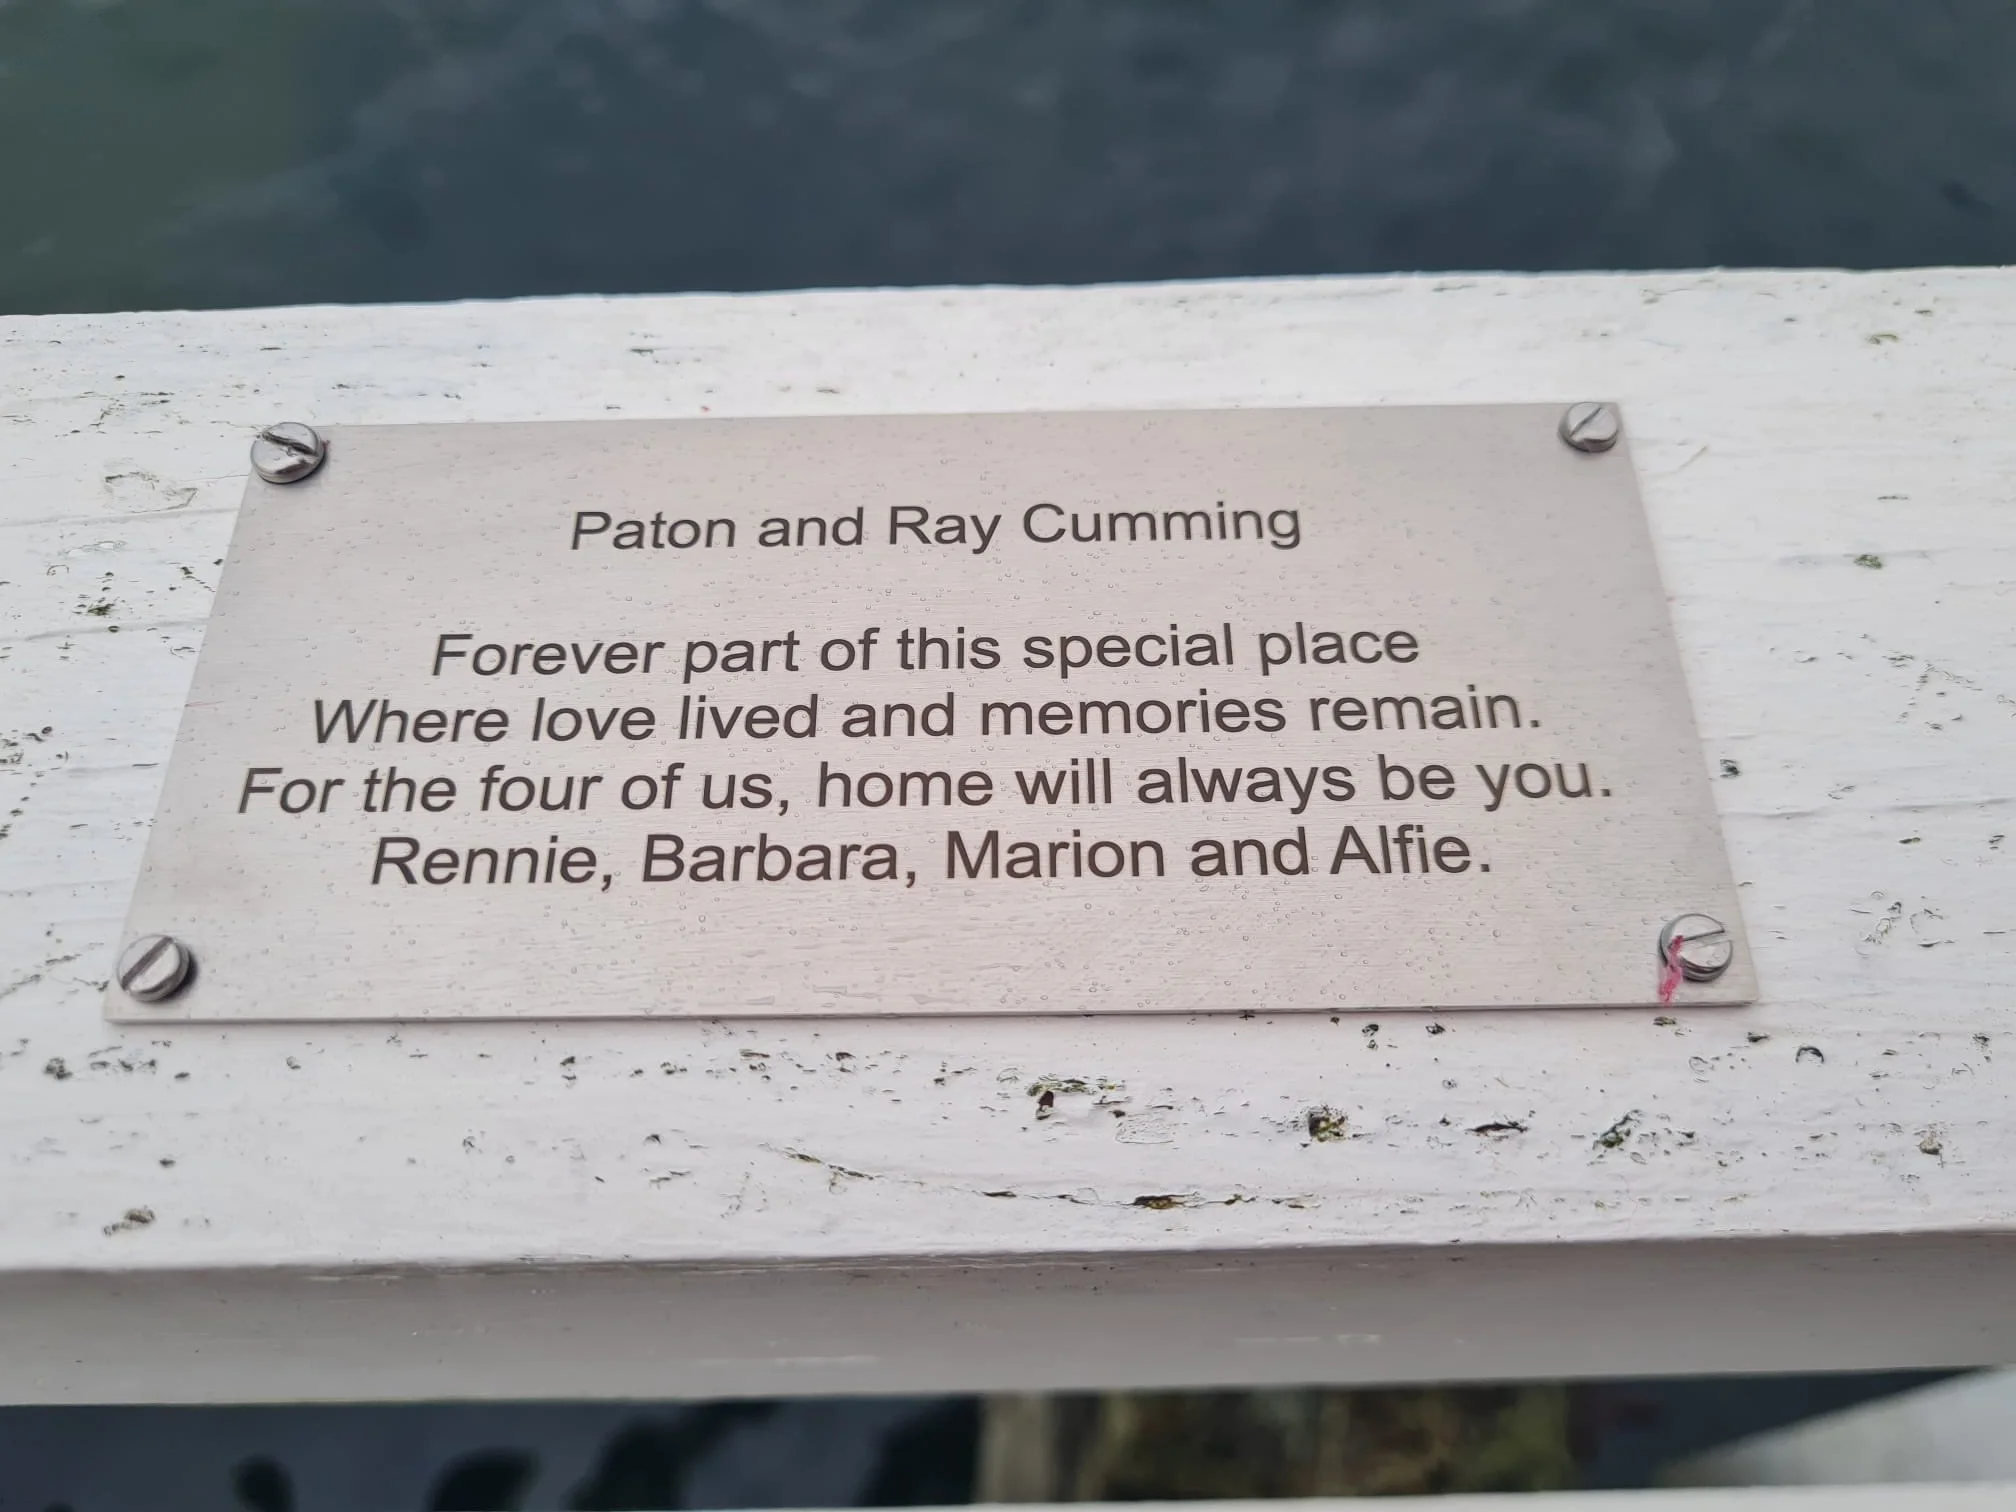 Paton and Ray Cumming
Forever part of this special place
Where love lived and memories remain.
For the four of us, home will always be you.
Rennie, Barbara, Marion and Alfie.